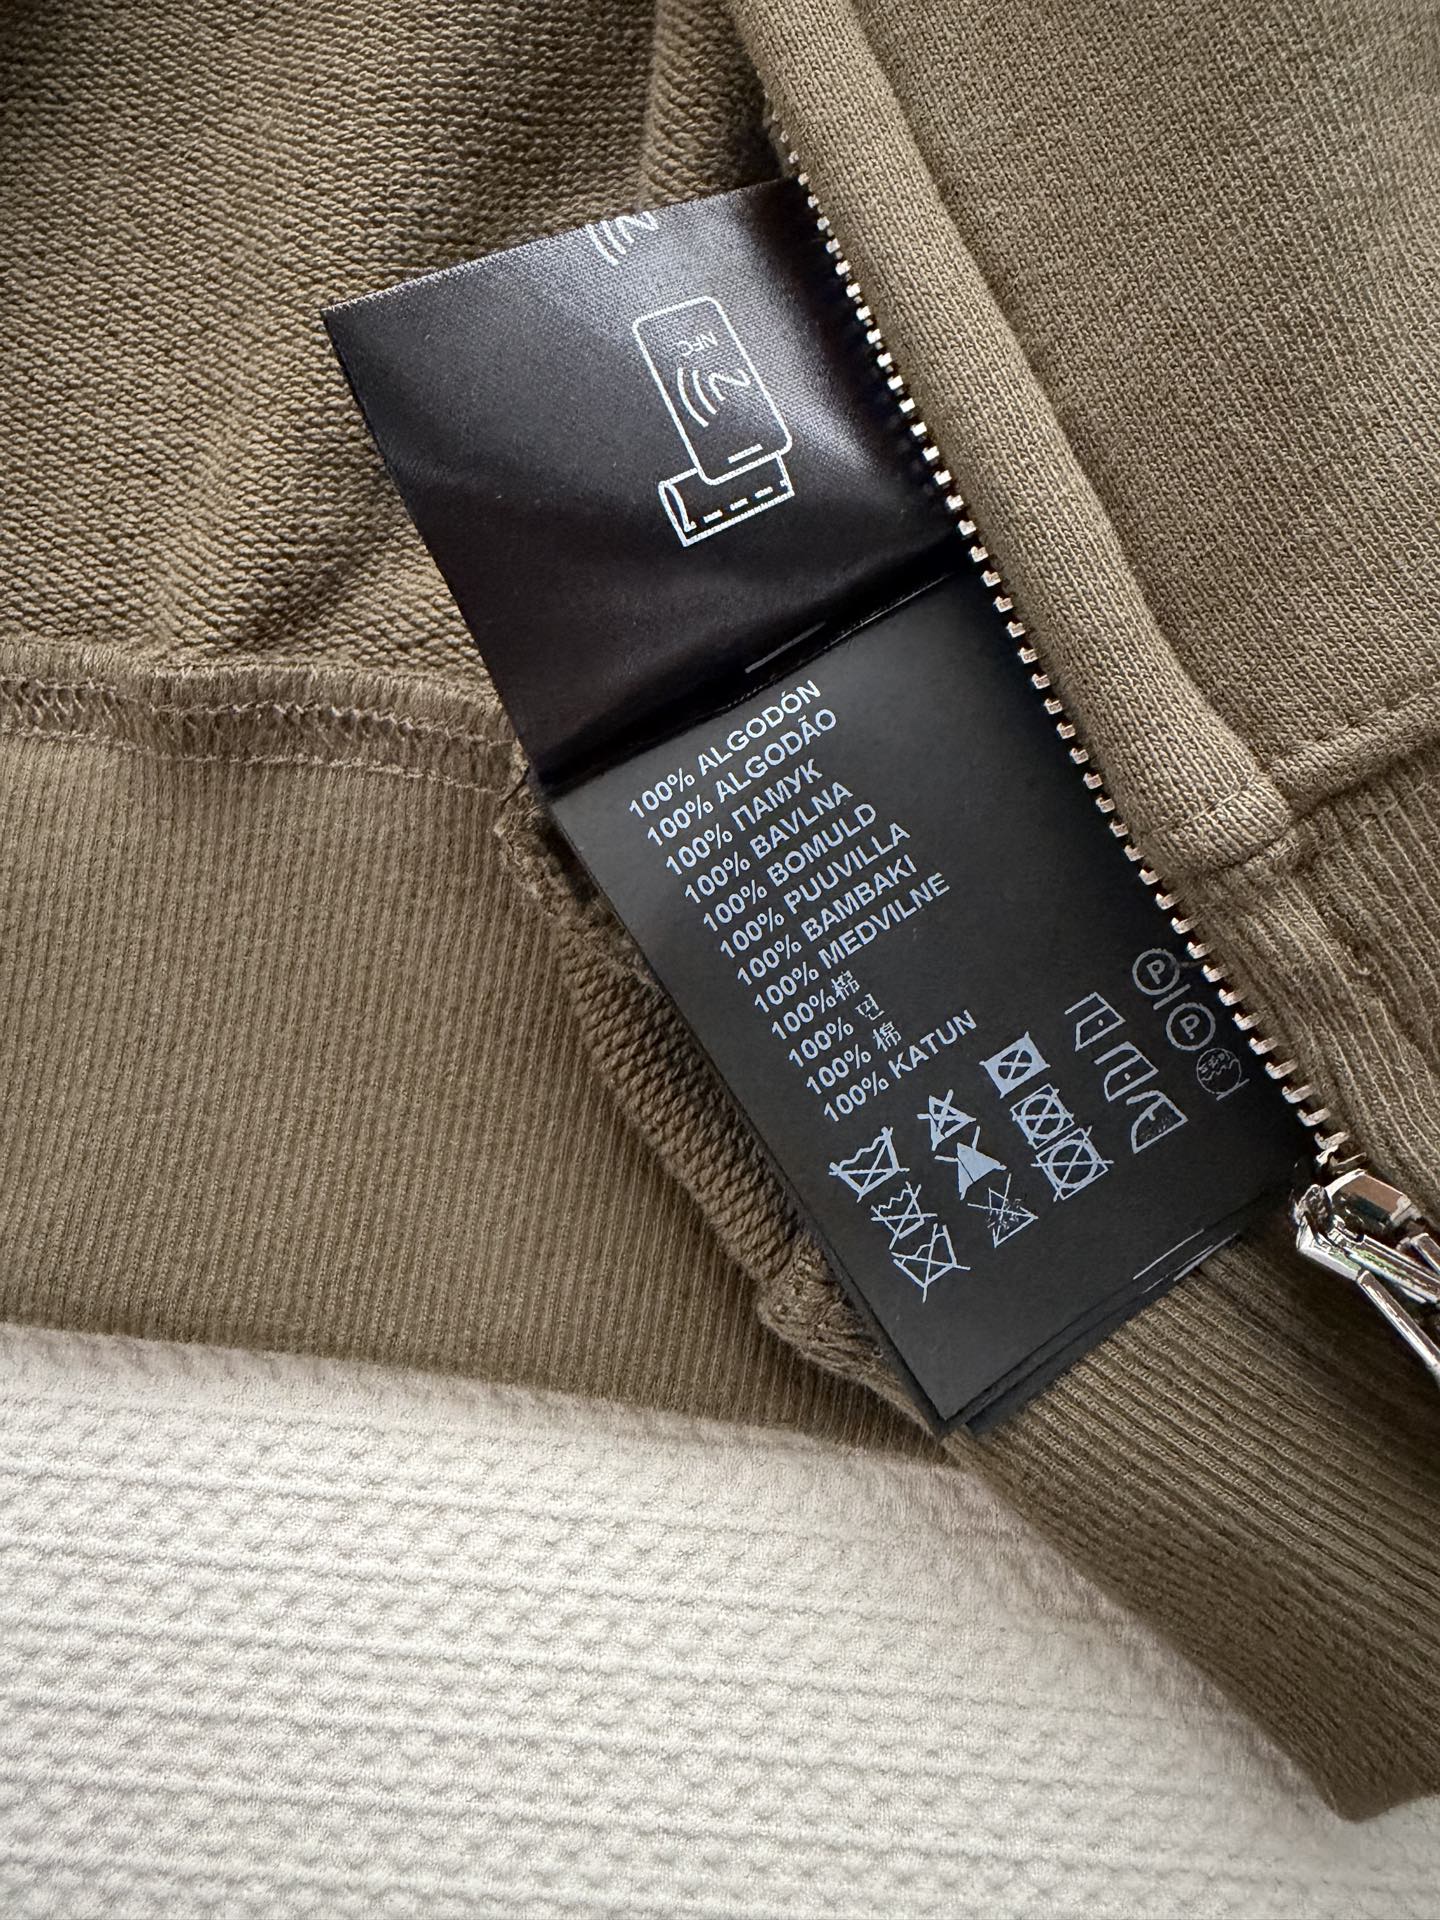 NFC
100% ALGODÓN
100% ALGODÃO
100% ПАМУК
100% BAVLNA
100% BOMULD
100% PUUVILLA
100% BAMBAKI
100% MEDVILNE
100%棉
100% 면
100% 棉
100% KATUN
P
P